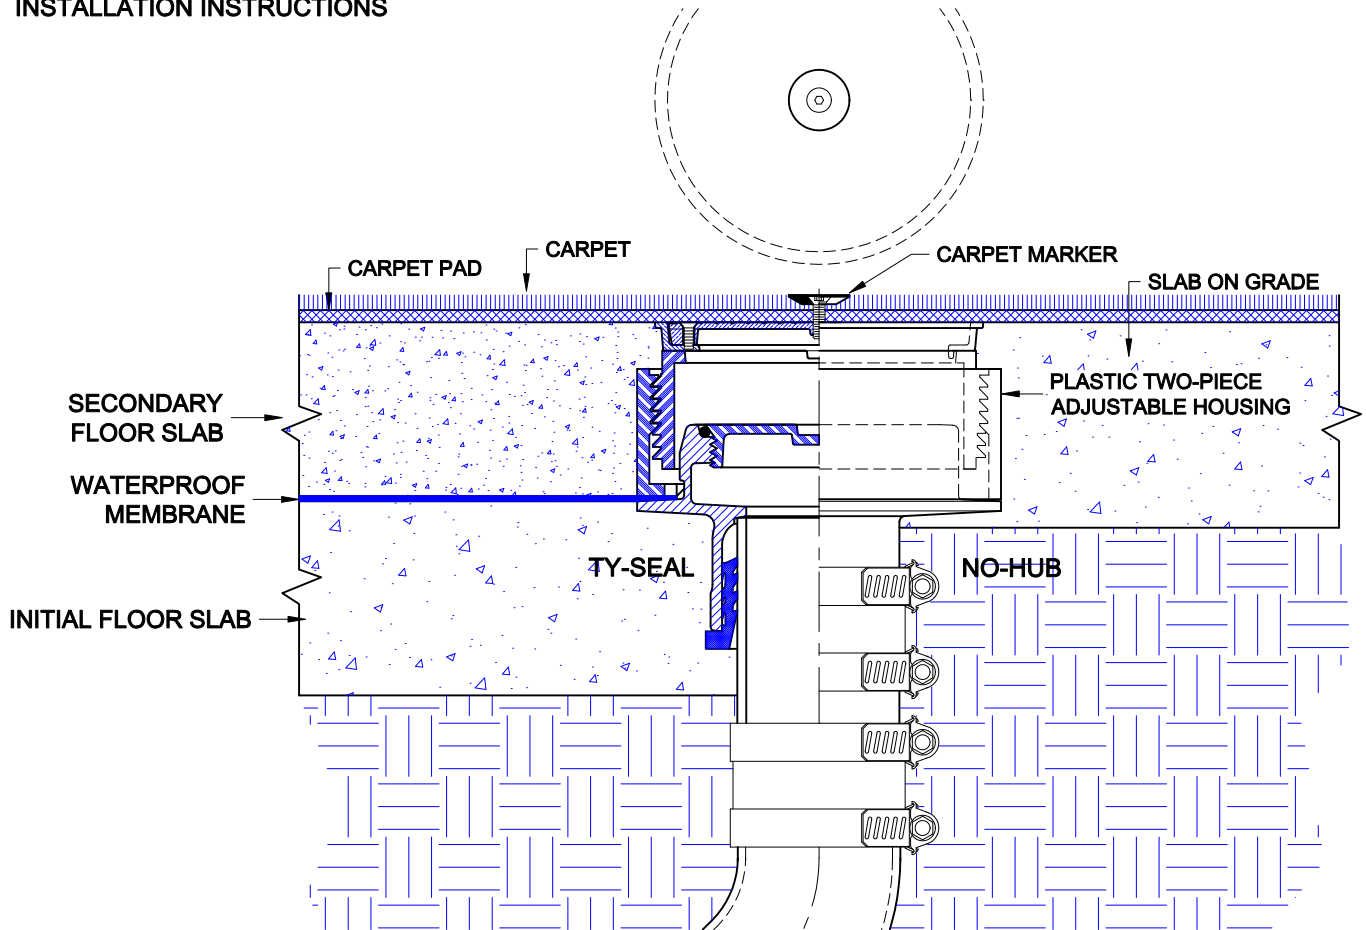 INSTALLATION INSTRUCTIONS
CARPET
CARPET MARKER
CARPET PAD
SLAB ON GRADE
PLASTIC TWO-PIECE
ADJUSTABLE HOUSING
SECONDARY
FLOOR SLAB
WATERPROOF
MEMBRANE
TY-SEAL
NO-HUB
INITIAL FLOOR SLAB